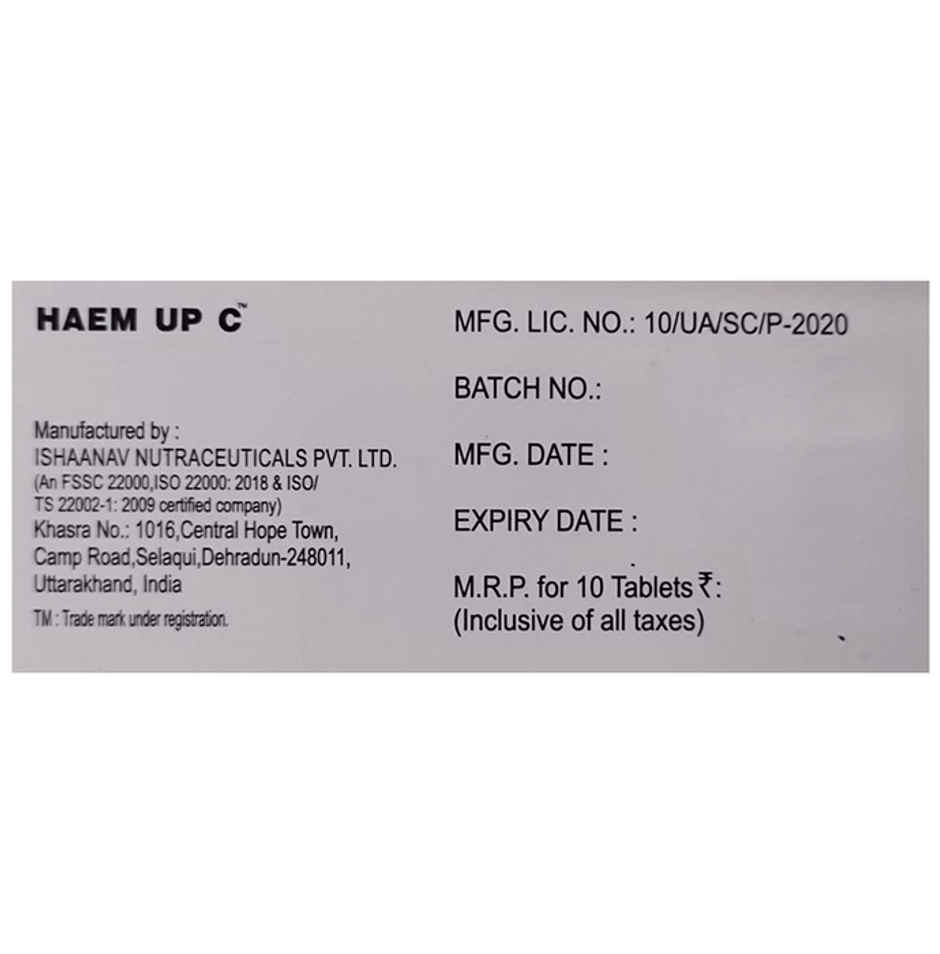 HAEM UP C™
Manufactured by :
ISHAANAV NUTRACEUTICALS PVT. LTD.
(An FSSC 22000,ISO 22000: 2018 & ISO/
TS 22002-1: 2009 certified company)
Khasra No.: 1016,Central Hope Town,
Camp Road,Selaqui,Dehradun-248011,
Uttarakhand, India
TM : Trade mark under registration.
MFG. LIC. NO.: 10/UA/SC/P-2020
BATCH NO.:
MFG. DATE :
EXPIRY DATE :
M.R.P. for 10 Tablets ₹:
(Inclusive of all taxes)